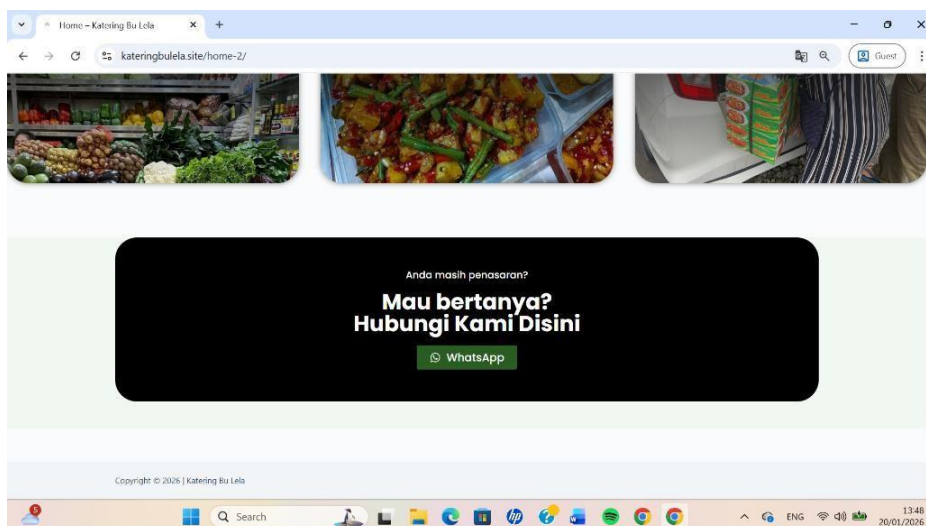 Home – Katering Bu Lela
kateringbulela.site/home-2/
Guest
Anda masih penasaran?
Mau bertanya?
Hubungi Kami Disini
WhatsApp
Copyright © 2026 | Katering Bu Lela
5
Search
ENG
13:48
20/01/2026